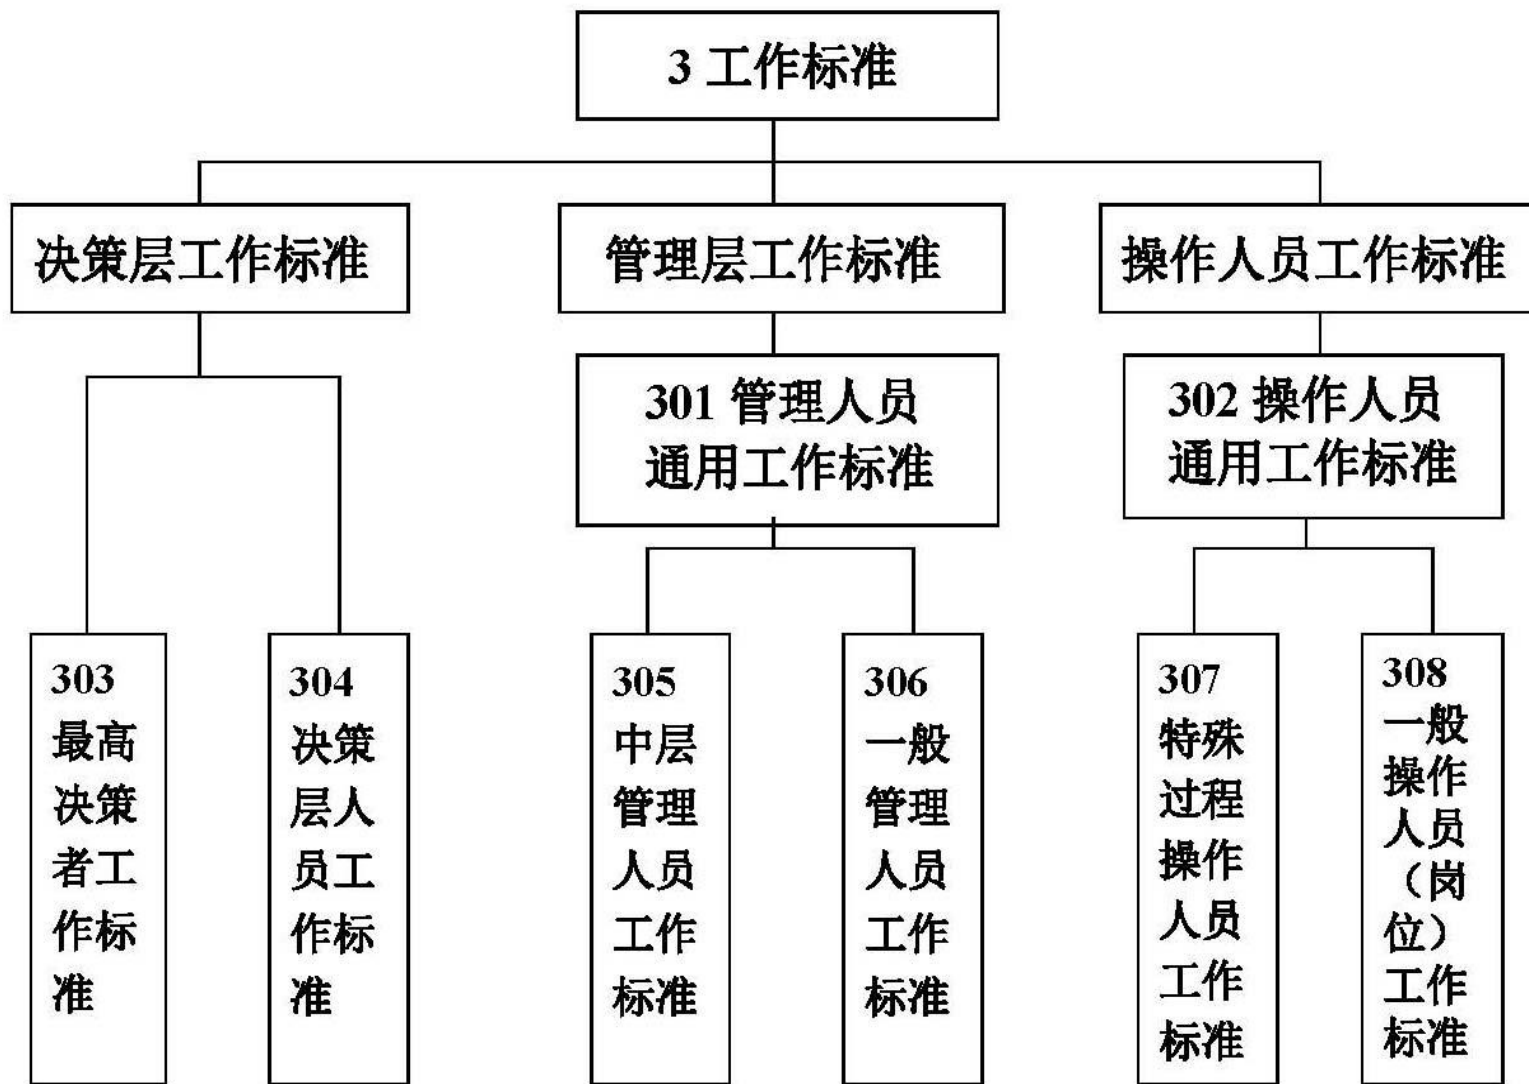 3 工作标准
决策层工作标准
管理层工作标准
操作人员工作标准
301 管理人员
通用工作标准
302 操作人员
通用工作标准
303
最高
决策
者工
作标
准
304
决策
层人
员工
作标
准
305
中层
管理
人员
工作
标准
306
一般
管理
人员
工作
标准
307
特殊
过程
操作
人员
工作
标准
308
一般
操作
人员
（岗
位）
工作
标准